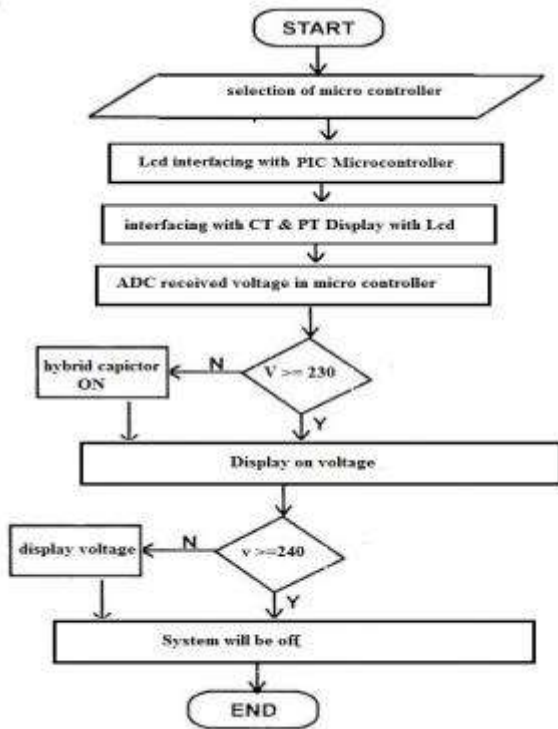 START
selection of micro controller
Lcd interfacing with PIC Microcontroller
interfacing with CT & PT Display with Lcd
ADC received voltage in micro controller
hybrid capictor
ON
N
V >= 230
Y
Display on voltage
display voltage
N
v >=240
Y
System will be off
END